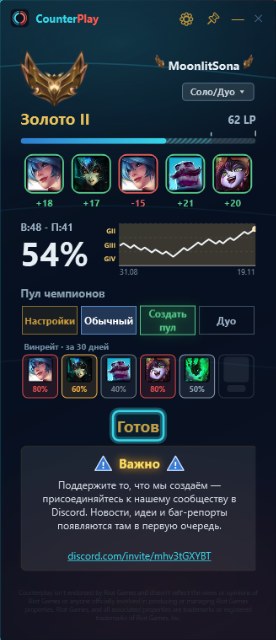 CounterPlay
MoonlitSona
Соло/Дуо
Золото II
62 LP
+18 +17 -15 +21 +20
В:48 - П:41
54%
GII
GIII
GIV
31.08 19.11
Пул чемпионов
Настройки Обычный Создать пул Дуо
Винрейт · за 30 дней
80% 60% 40% 80% 50%
Готов
Важно
Поддержите то, что мы создаём —
присоединяйтесь к нашему сообществу в
Discord. Новости, идеи и баг-репорты
появляются там в первую очередь.
discord.com/invite/mhv3tGXYBT